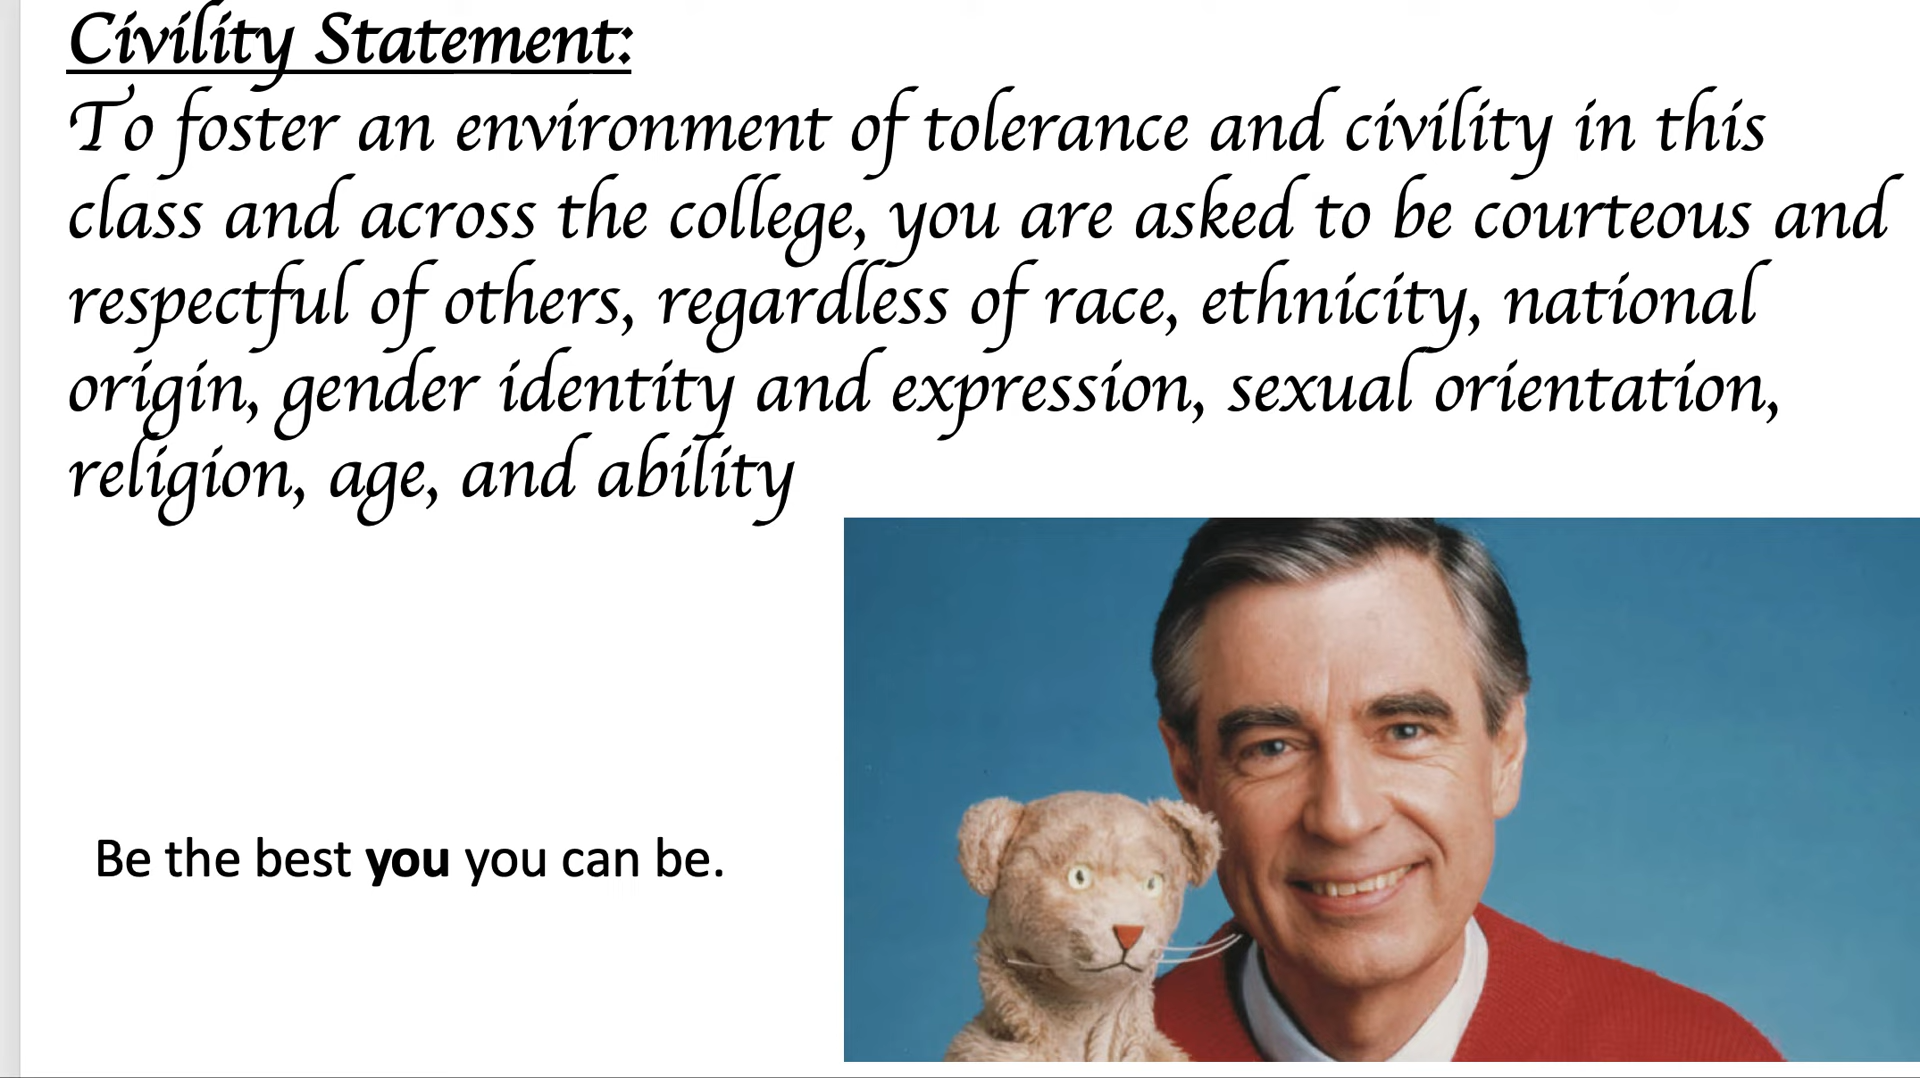 Civility Statement:
To foster an environment of tolerance and civility in this
class and across the college, you are asked to be courteous and
respectful of others, regardless of race, ethnicity, national
origin, gender identity and expression, sexual orientation,
religion, age, and ability
Be the best you you can be.